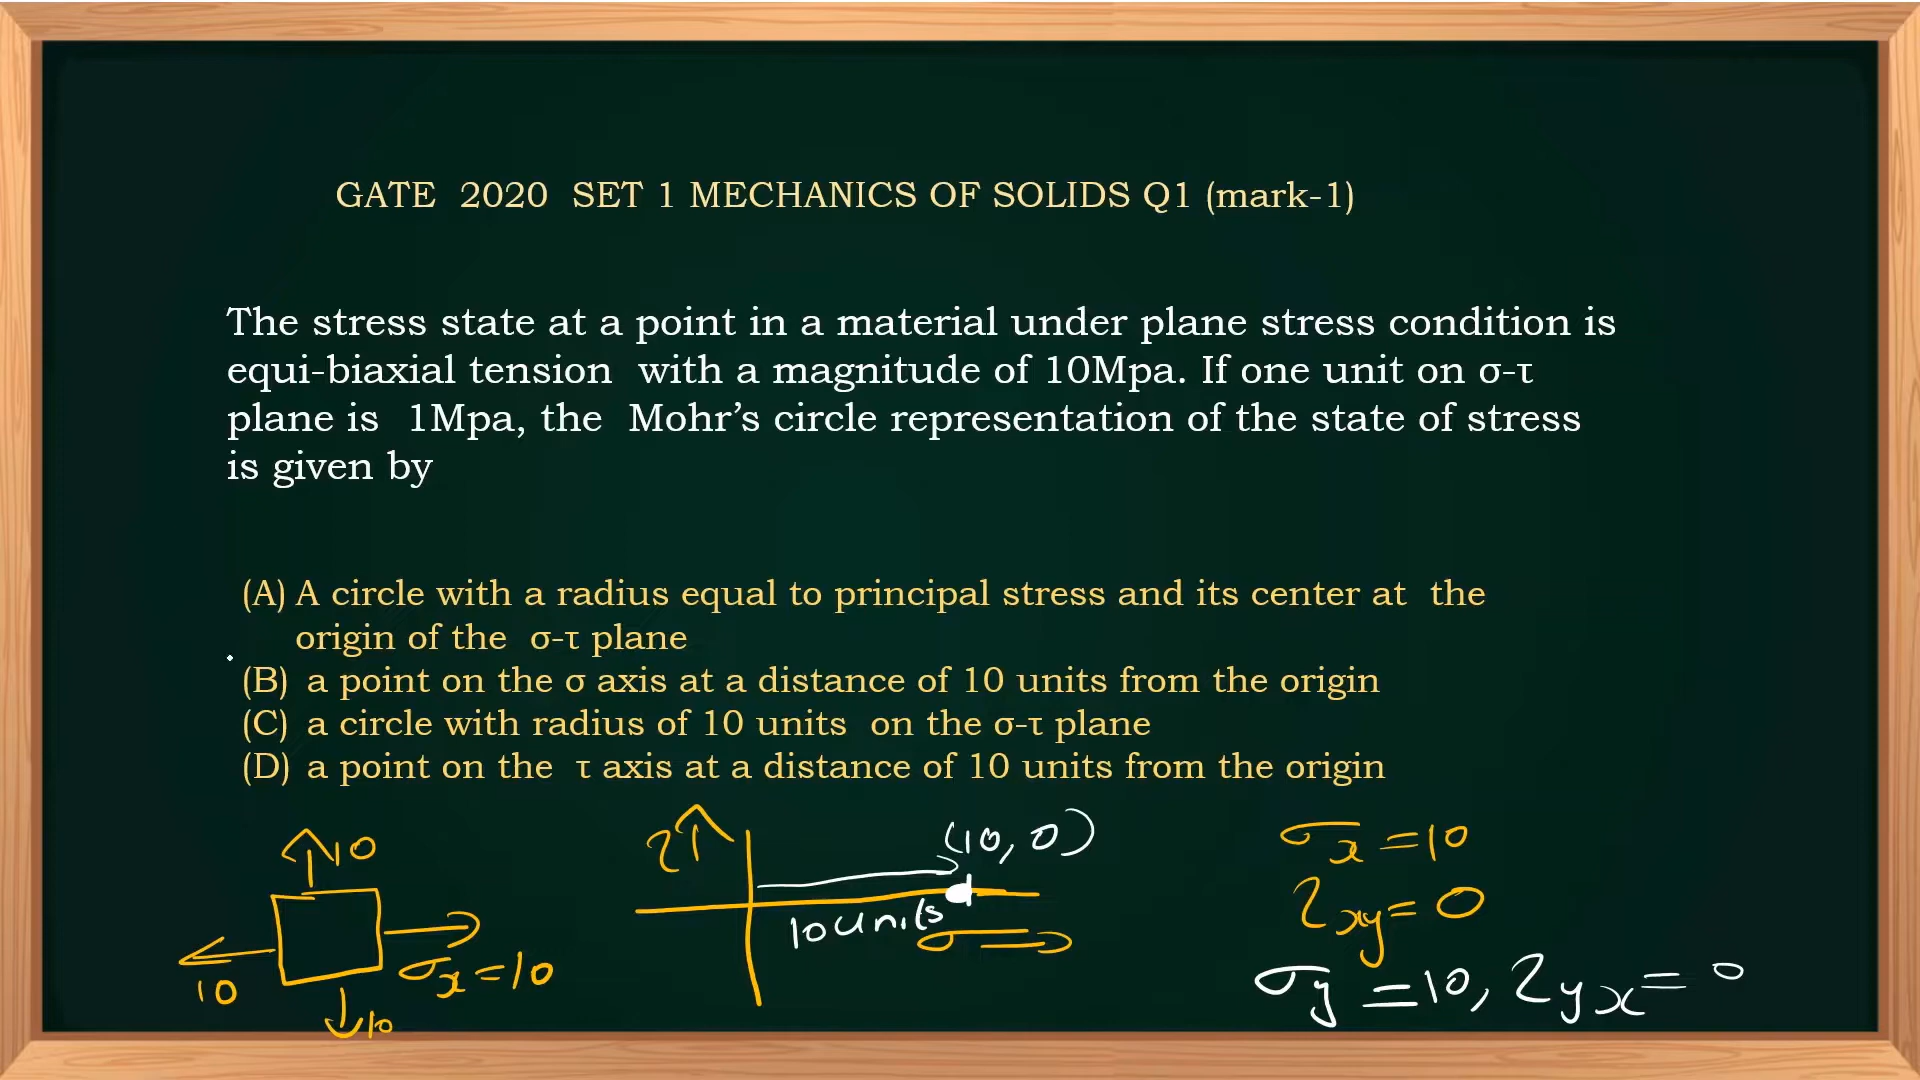 GATE 2020 SET 1 MECHANICS OF SOLIDS Q1 (mark-1)
The stress state at a point in a material under plane stress condition is
equi-biaxial tension with a magnitude of 10Mpa. If one unit on σ-τ
plane is 1Mpa, the Mohr’s circle representation of the state of stress
is given by
(A) A circle with a radius equal to principal stress and its center at the
origin of the σ-τ plane
(B) a point on the σ axis at a distance of 10 units from the origin
(C) a circle with radius of 10 units on the σ-τ plane
(D) a point on the τ axis at a distance of 10 units from the origin
10
10
σx = 10
10
τ
(10, 0)
10 units
σ
σx = 10
τxy = 0
σy = 10, τyx = 0